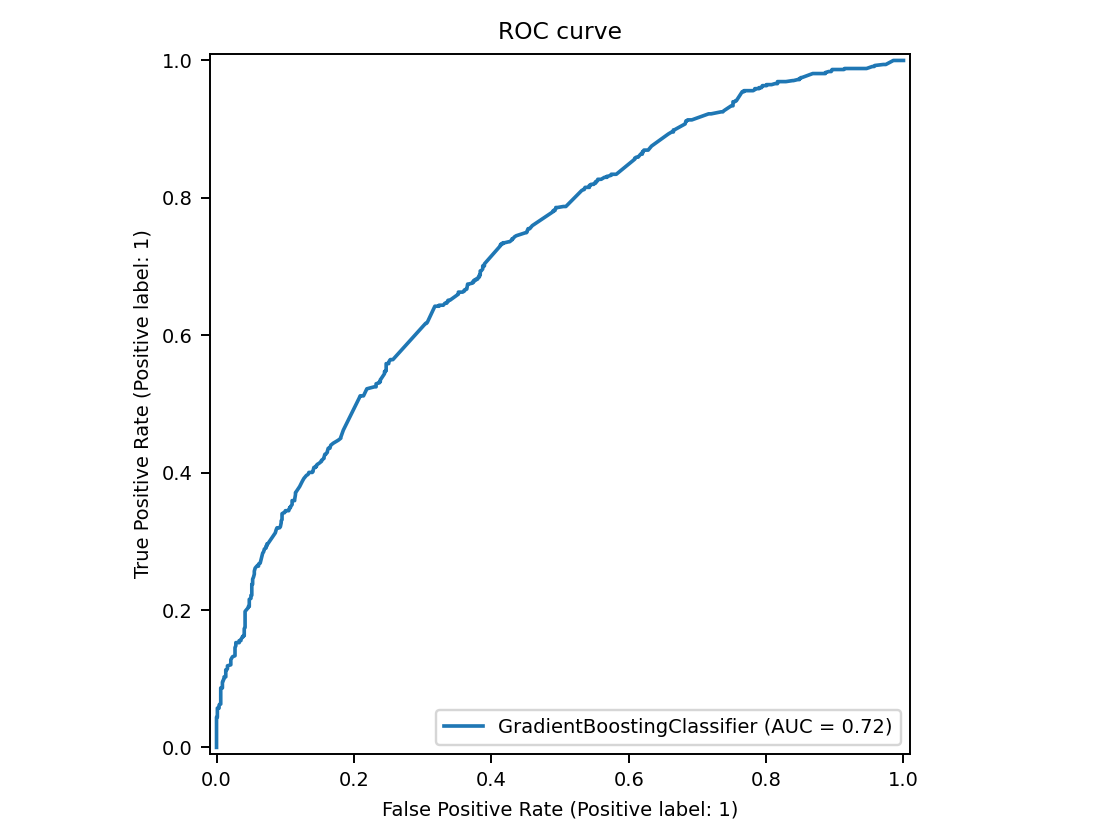 ROC curve
1.0
0.8
0.6
0.4
0.2
0.0
True Positive Rate (Positive label: 1)
GradientBoostingClassifier (AUC = 0.72)
0.0 0.2 0.4 0.6 0.8 1.0
False Positive Rate (Positive label: 1)